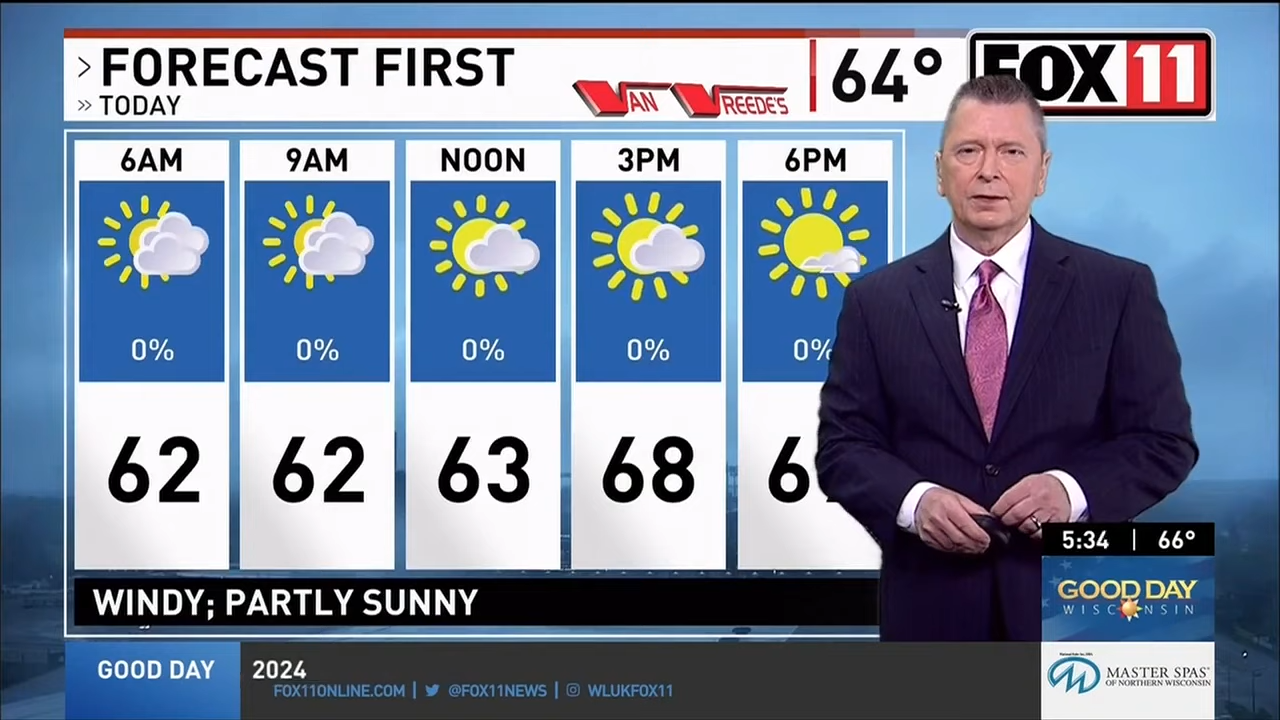 > FORECAST FIRST
» TODAY
VAN VREEDE'S
64°
FOX 11
6AM
9AM
NOON
3PM
6PM
0%
0%
0%
0%
0%
62
62
63
68
WINDY; PARTLY SUNNY
5:34 | 66°
GOOD DAY
WISCONSIN
GOOD DAY
2024
FOX11ONLINE.COM | @FOX11NEWS | WLUKFOX11
MASTER SPAS
OF NORTHERN WISCONSIN